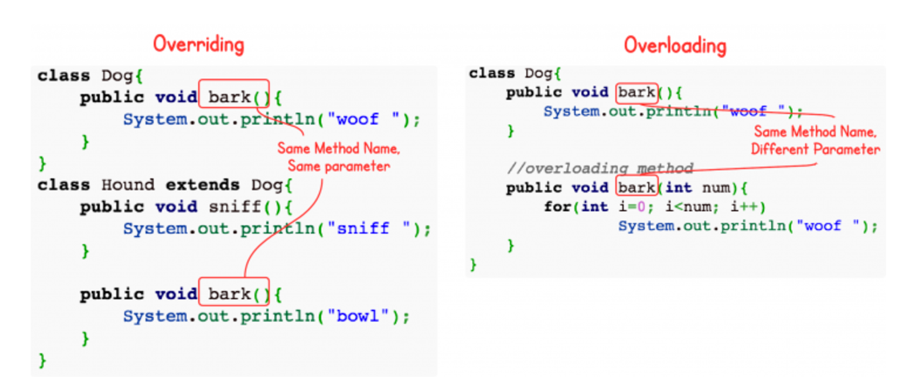 Overriding
class Dog{
public void bark(){
System.out.println("woof ");
}
}
Same Method Name,
Same parameter
class Hound extends Dog{
public void sniff(){
System.out.println("sniff ");
}
public void bark(){
System.out.println("bowl");
}
}
Overloading
class Dog{
public void bark(){
System.out.println("woof ");
}
Same Method Name,
Different Parameter
//overloading method
public void bark(int num){
for(int i=0; i<num; i++)
System.out.println("woof ");
}
}